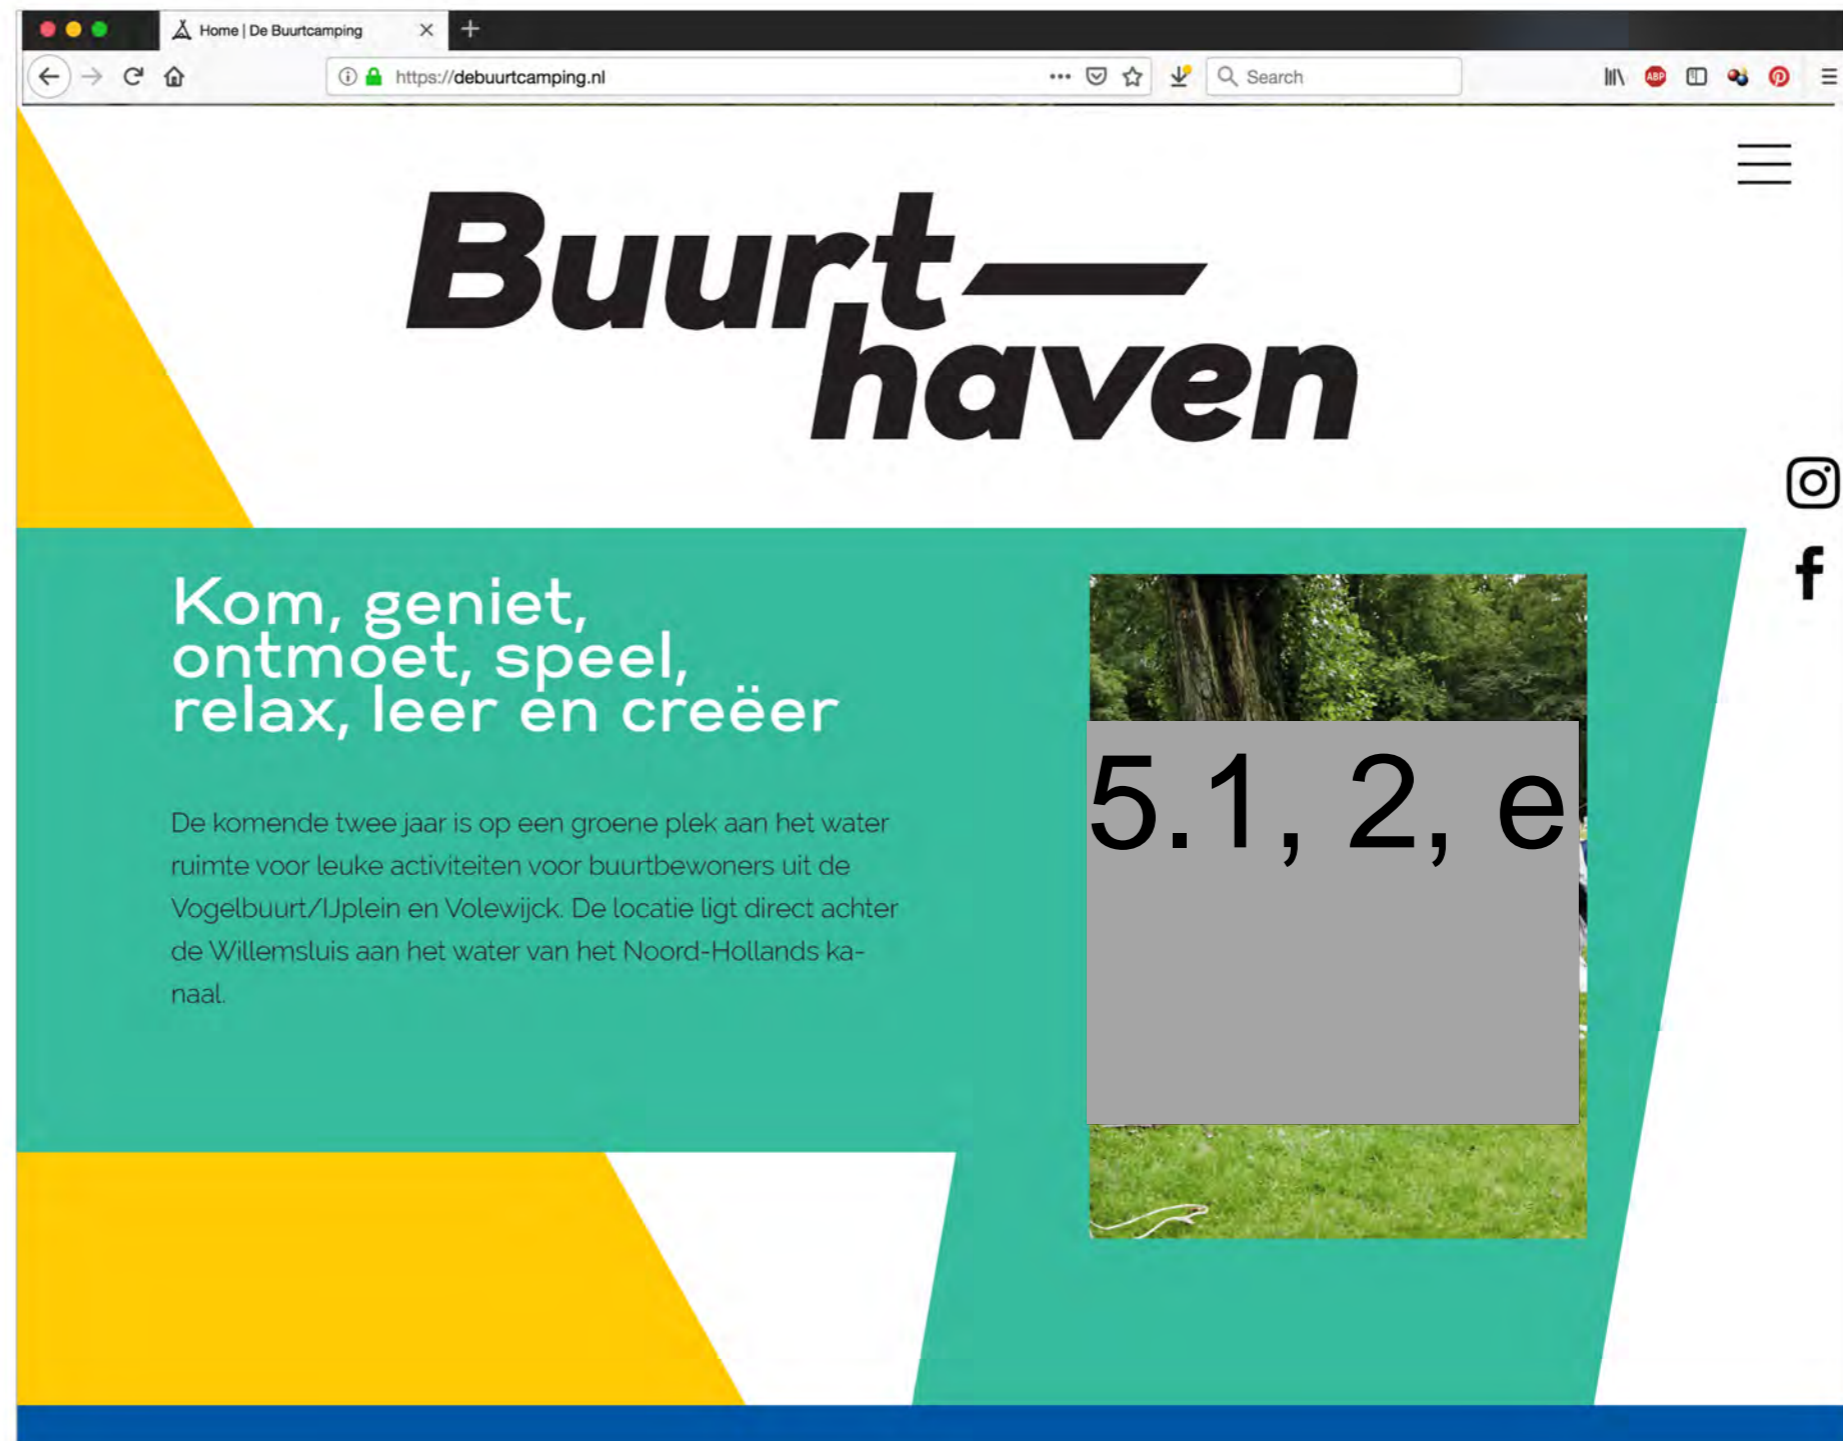 Home | De Buurtcamping
https://debuurtcamping.nl
Search
ABP
Buurt—
haven
Kom, geniet,
ontmoet, speel,
relax, leer en creëer
De komende twee jaar is op een groene plek aan het water
ruimte voor leuke activiteiten voor buurtbewoners uit de
Vogelbuurt/IJplein en Volewijck. De locatie ligt direct achter
de Willemsluis aan het water van het Noord-Hollands ka-
naal.
5.1, 2, e